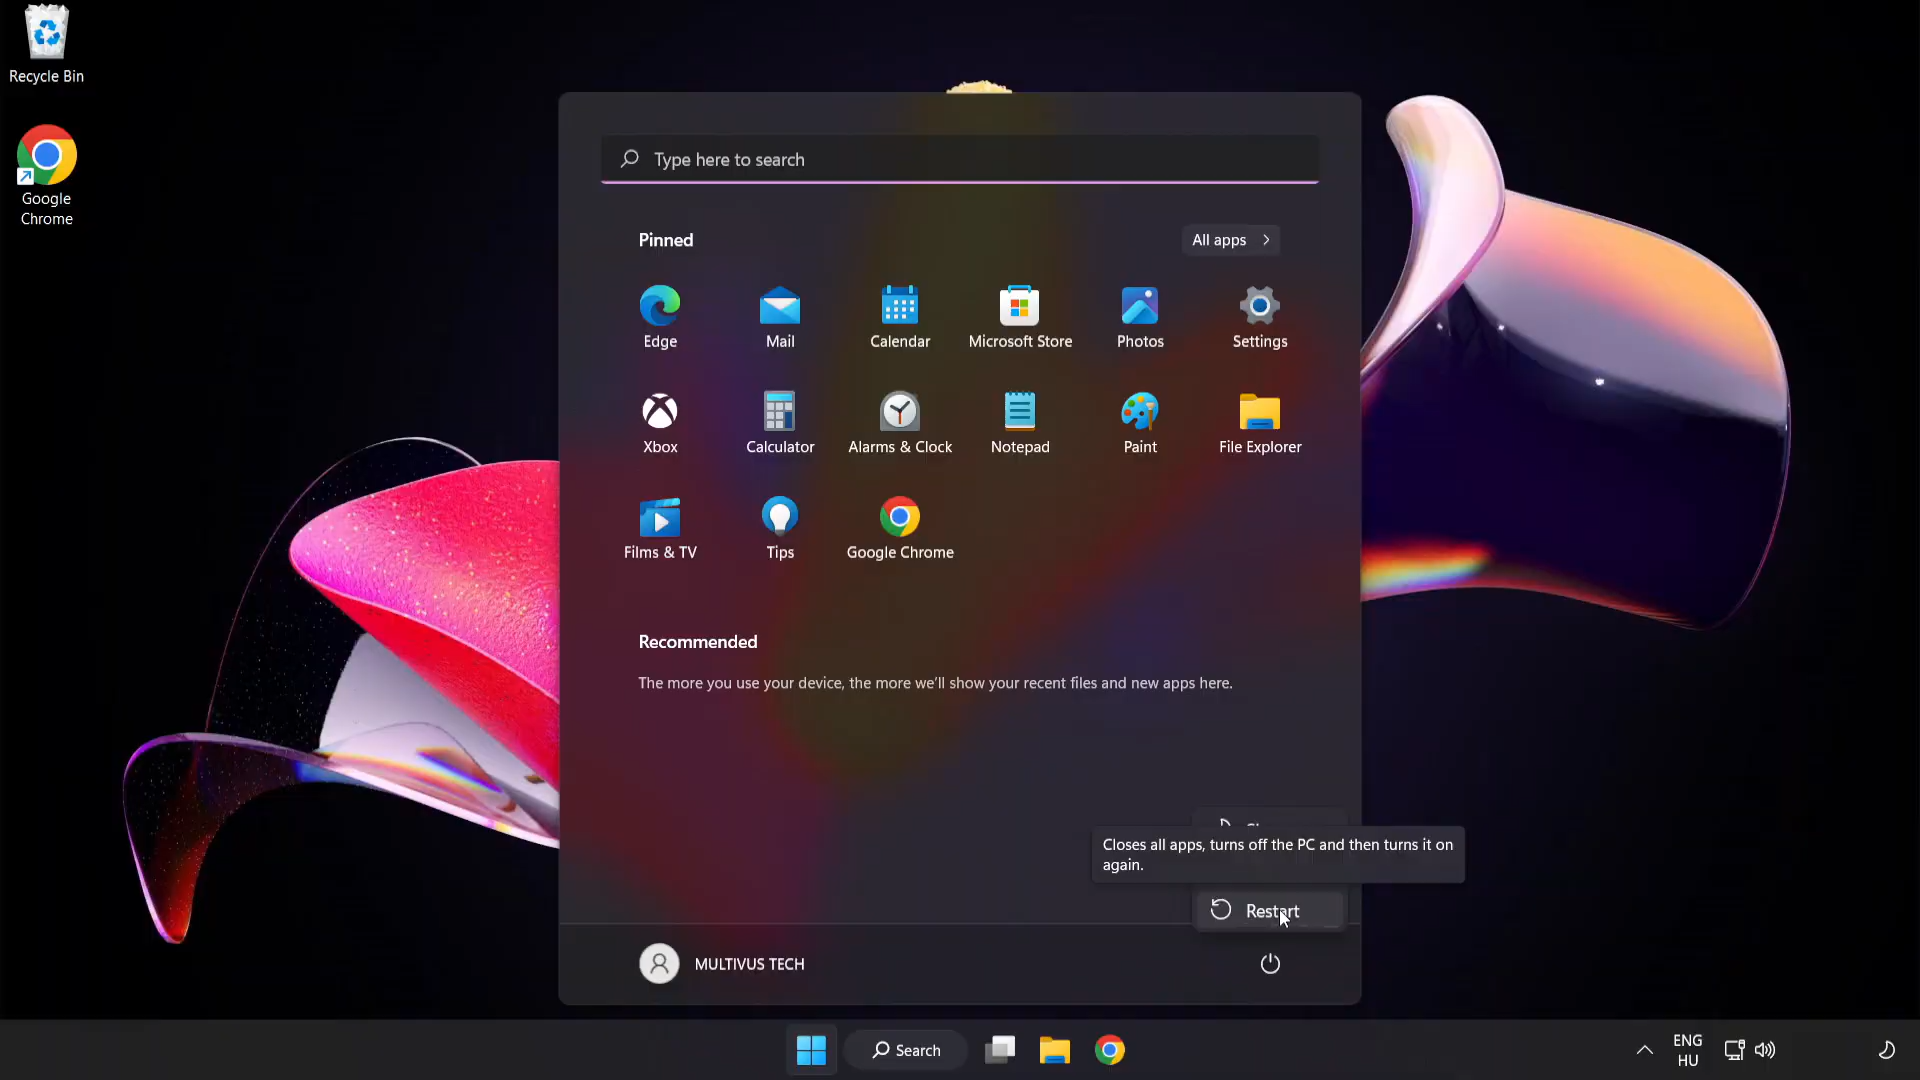 Recycle Bin
Google
Chrome
Type here to search
Pinned
All apps
Edge
Mail
Calendar
Microsoft Store
Photos
Settings
Xbox
Calculator
Alarms & Clock
Notepad
Paint
File Explorer
Films & TV
Tips
Google Chrome
Recommended
The more you use your device, the more we'll show your recent files and new apps here.
Closes all apps, turns off the PC and then turns it on
again.
Restart
MULTIVUS TECH
Search
ENG
HU